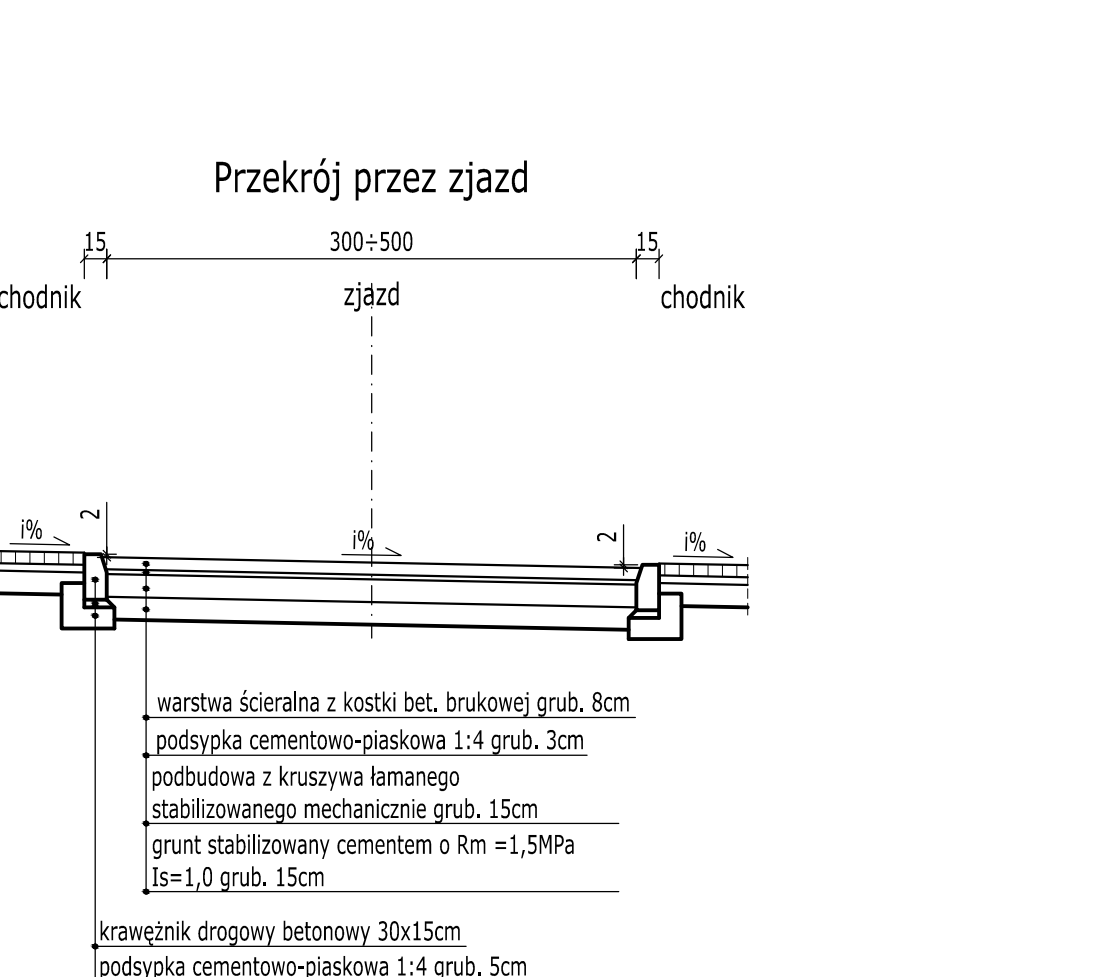 Przekrój przez zjazd
15 300÷500 15
chodnik zjazd chodnik
2
i% i% 2 i%
warstwa ścieralna z kostki bet. brukowej grub. 8cm
podsypka cementowo-piaskowa 1:4 grub. 3cm
podbudowa z kruszywa łamanego
stabilizowanego mechanicznie grub. 15cm
grunt stabilizowany cementem o Rm =1,5MPa
Is=1,0 grub. 15cm
krawężnik drogowy betonowy 30x15cm
podsypka cementowo-piaskowa 1:4 grub. 5cm